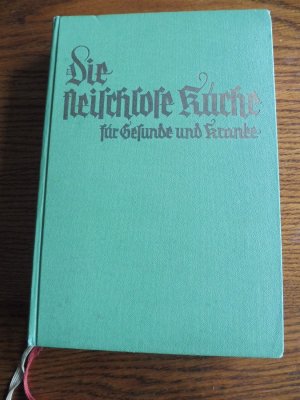 Die
fleischlose Küche
für Gesunde und Kranke